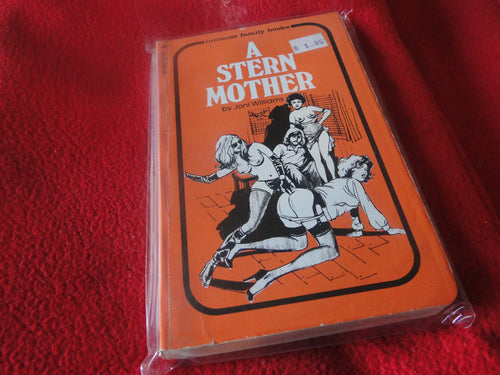 intimate family books
A
STERN
MOTHER
by Joni Williams
$ 1.95